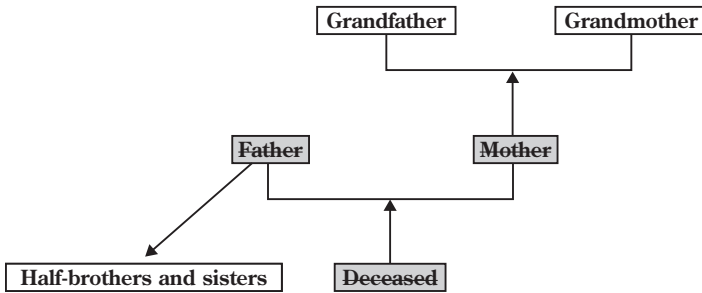 Grandfather
Grandmother
Father
Mother
Half-brothers and sisters
Deceased